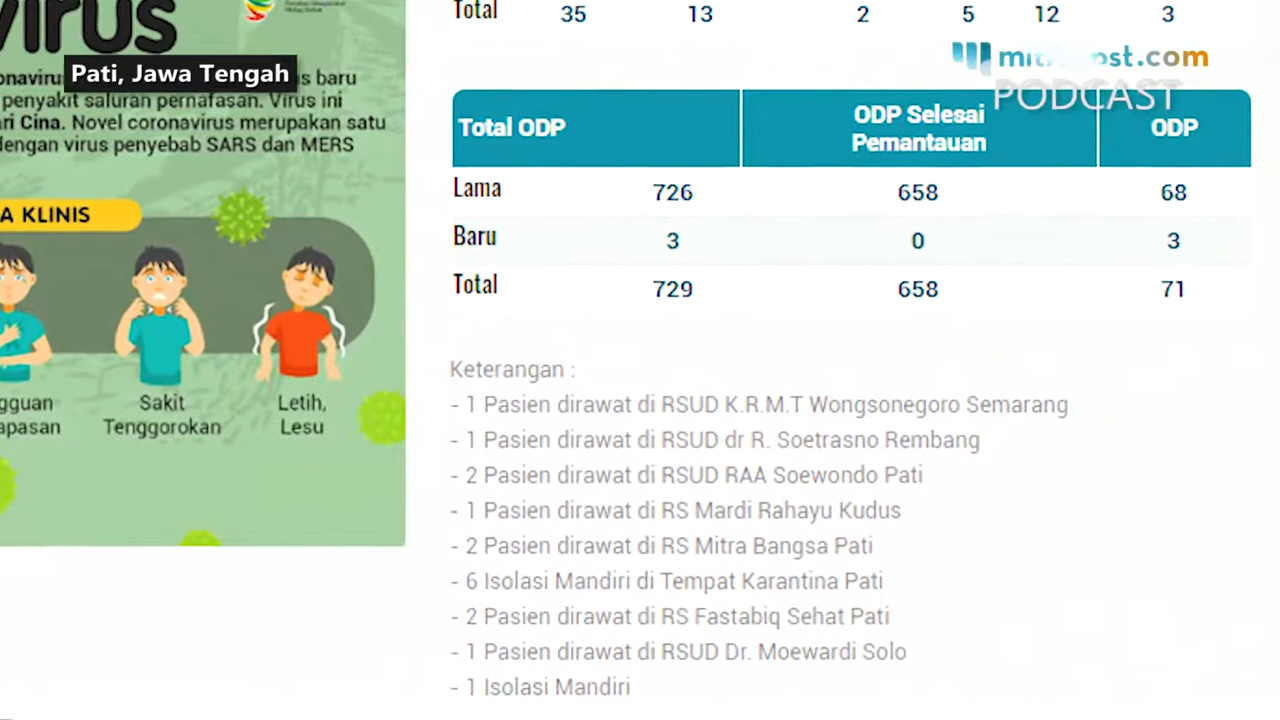 virus
Pati, Jawa Tengah
baru
penyakit saluran pernafasan. Virus ini
ri Cina. Novel coronavirus merupakan satu
dengan virus penyebab SARS dan MERS
A KLINIS
gguan
apasan
Sakit
Tenggorokan
Letih,
Lesu
Total 35 13 2 5 12 3
.com
PODCAST
Total ODP ODP Selesai Pemantauan ODP
Lama 726 658 68
Baru 3 0 3
Total 729 658 71
Keterangan :
- 1 Pasien dirawat di RSUD K.R.M.T Wongsonegoro Semarang
- 1 Pasien dirawat di RSUD dr R. Soetrasno Rembang
- 2 Pasien dirawat di RSUD RAA Soewondo Pati
- 1 Pasien dirawat di RS Mardi Rahayu Kudus
- 2 Pasien dirawat di RS Mitra Bangsa Pati
- 6 Isolasi Mandiri di Tempat Karantina Pati
- 2 Pasien dirawat di RS Fastabiq Sehat Pati
- 1 Pasien dirawat di RSUD Dr. Moewardi Solo
- 1 Isolasi Mandiri